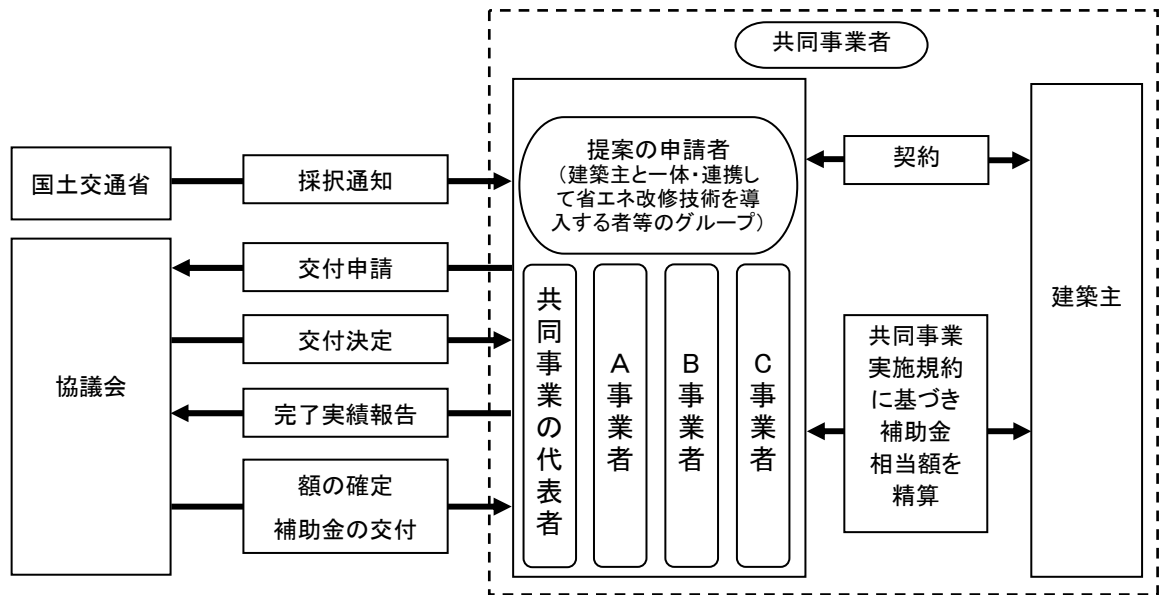 共同事業者
国土交通省
採択通知
提案の申請者
（建築主と一体・連携し
て省エネ改修技術を導
入する者等のグループ）
契約
建築主
協議会
交付申請
交付決定
完了実績報告
額の確定
補助金の交付
共同事業の代表者
A事業者
B事業者
C事業者
共同事業
実施規約
に基づき
補助金
相当額を
精算